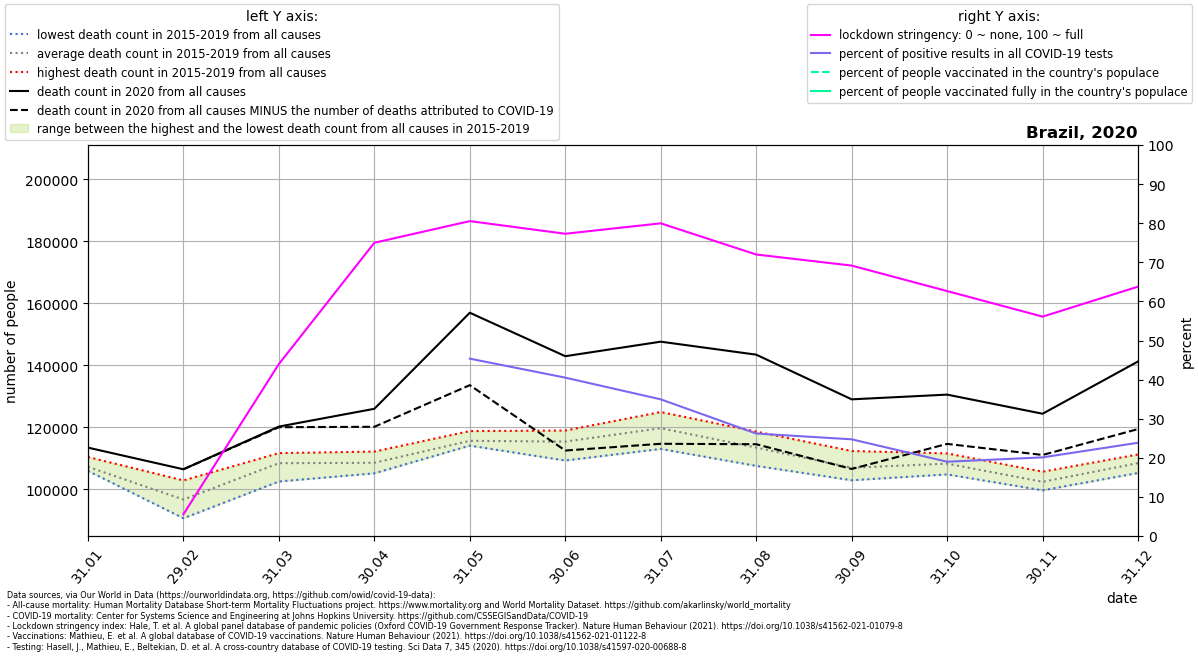 left Y axis:
lowest death count in 2015-2019 from all causes
average death count in 2015-2019 from all causes
highest death count in 2015-2019 from all causes
death count in 2020 from all causes
death count in 2020 from all causes MINUS the number of deaths attributed to COVID-19
range between the highest and the lowest death count from all causes in 2015-2019
right Y axis:
lockdown stringency: 0 ~ none, 100 ~ full
percent of positive results in all COVID-19 tests
percent of people vaccinated in the country's populace
percent of people vaccinated fully in the country's populace
Brazil, 2020
number of people
200000
180000
160000
140000
120000
100000
100
90
80
70
60
50
40
30
20
10
0
percent
31.01
29.02
31.03
30.04
31.05
30.06
31.07
31.08
30.09
31.10
30.11
31.12
date
Data sources, via Our World in Data (https://ourworldindata.org, https://github.com/owid/covid-19-data):
- All-cause mortality: Human Mortality Database Short-term Mortality Fluctuations project. https://www.mortality.org and World Mortality Dataset. https://github.com/akarlinsky/world_mortality
- COVID-19 mortality: Center for Systems Science and Engineering at Johns Hopkins University. https://github.com/CSSEGISandData/COVID-19
- Lockdown stringency index: Hale, T. et al. A global panel database of pandemic policies (Oxford COVID-19 Government Response Tracker). Nature Human Behaviour (2021). https://doi.org/10.1038/s41562-021-01079-8
- Vaccinations: Mathieu, E. et al. A global database of COVID-19 vaccinations. Nature Human Behaviour (2021). https://doi.org/10.1038/s41562-021-01122-8
- Testing: Hasell, J., Mathieu, E., Beltekian, D. et al. A cross-country database of COVID-19 testing. Sci Data 7, 345 (2020). https://doi.org/10.1038/s41597-020-00688-8